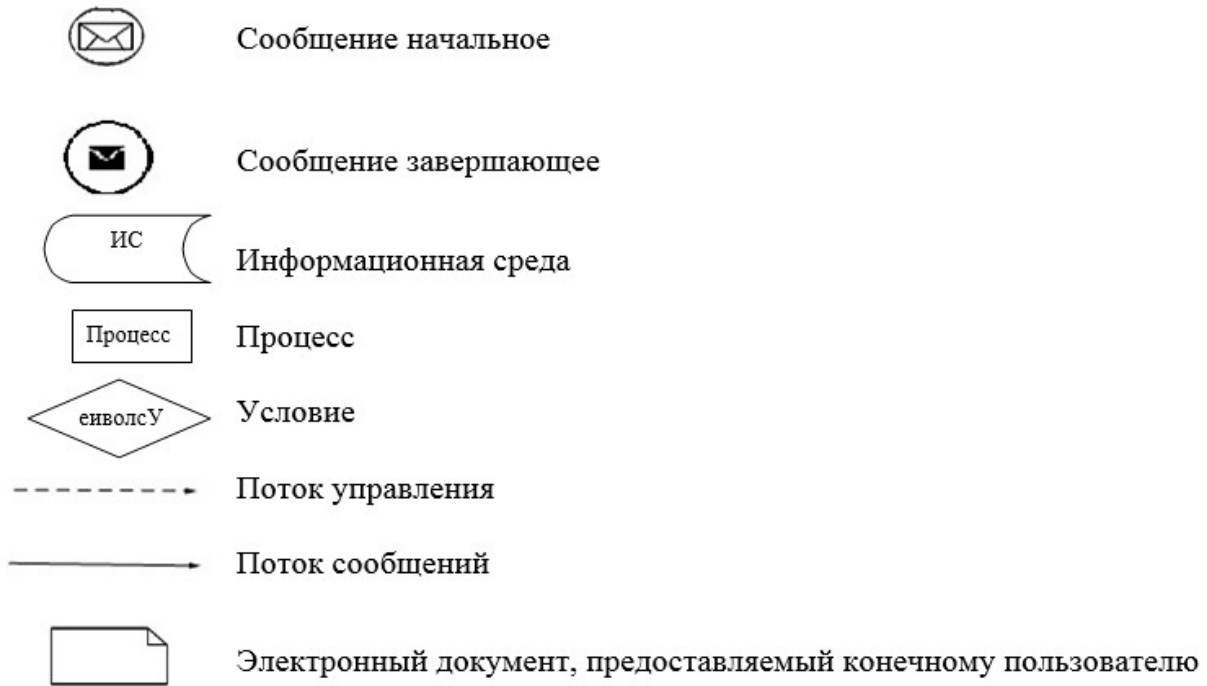 Сообщение начальное
Сообщение завершающее
ИС
Информационная среда
Процесс
Процесс
еиволсУ
Условие
Поток управления
Поток сообщений
Электронный документ, предоставляемый конечному пользователю